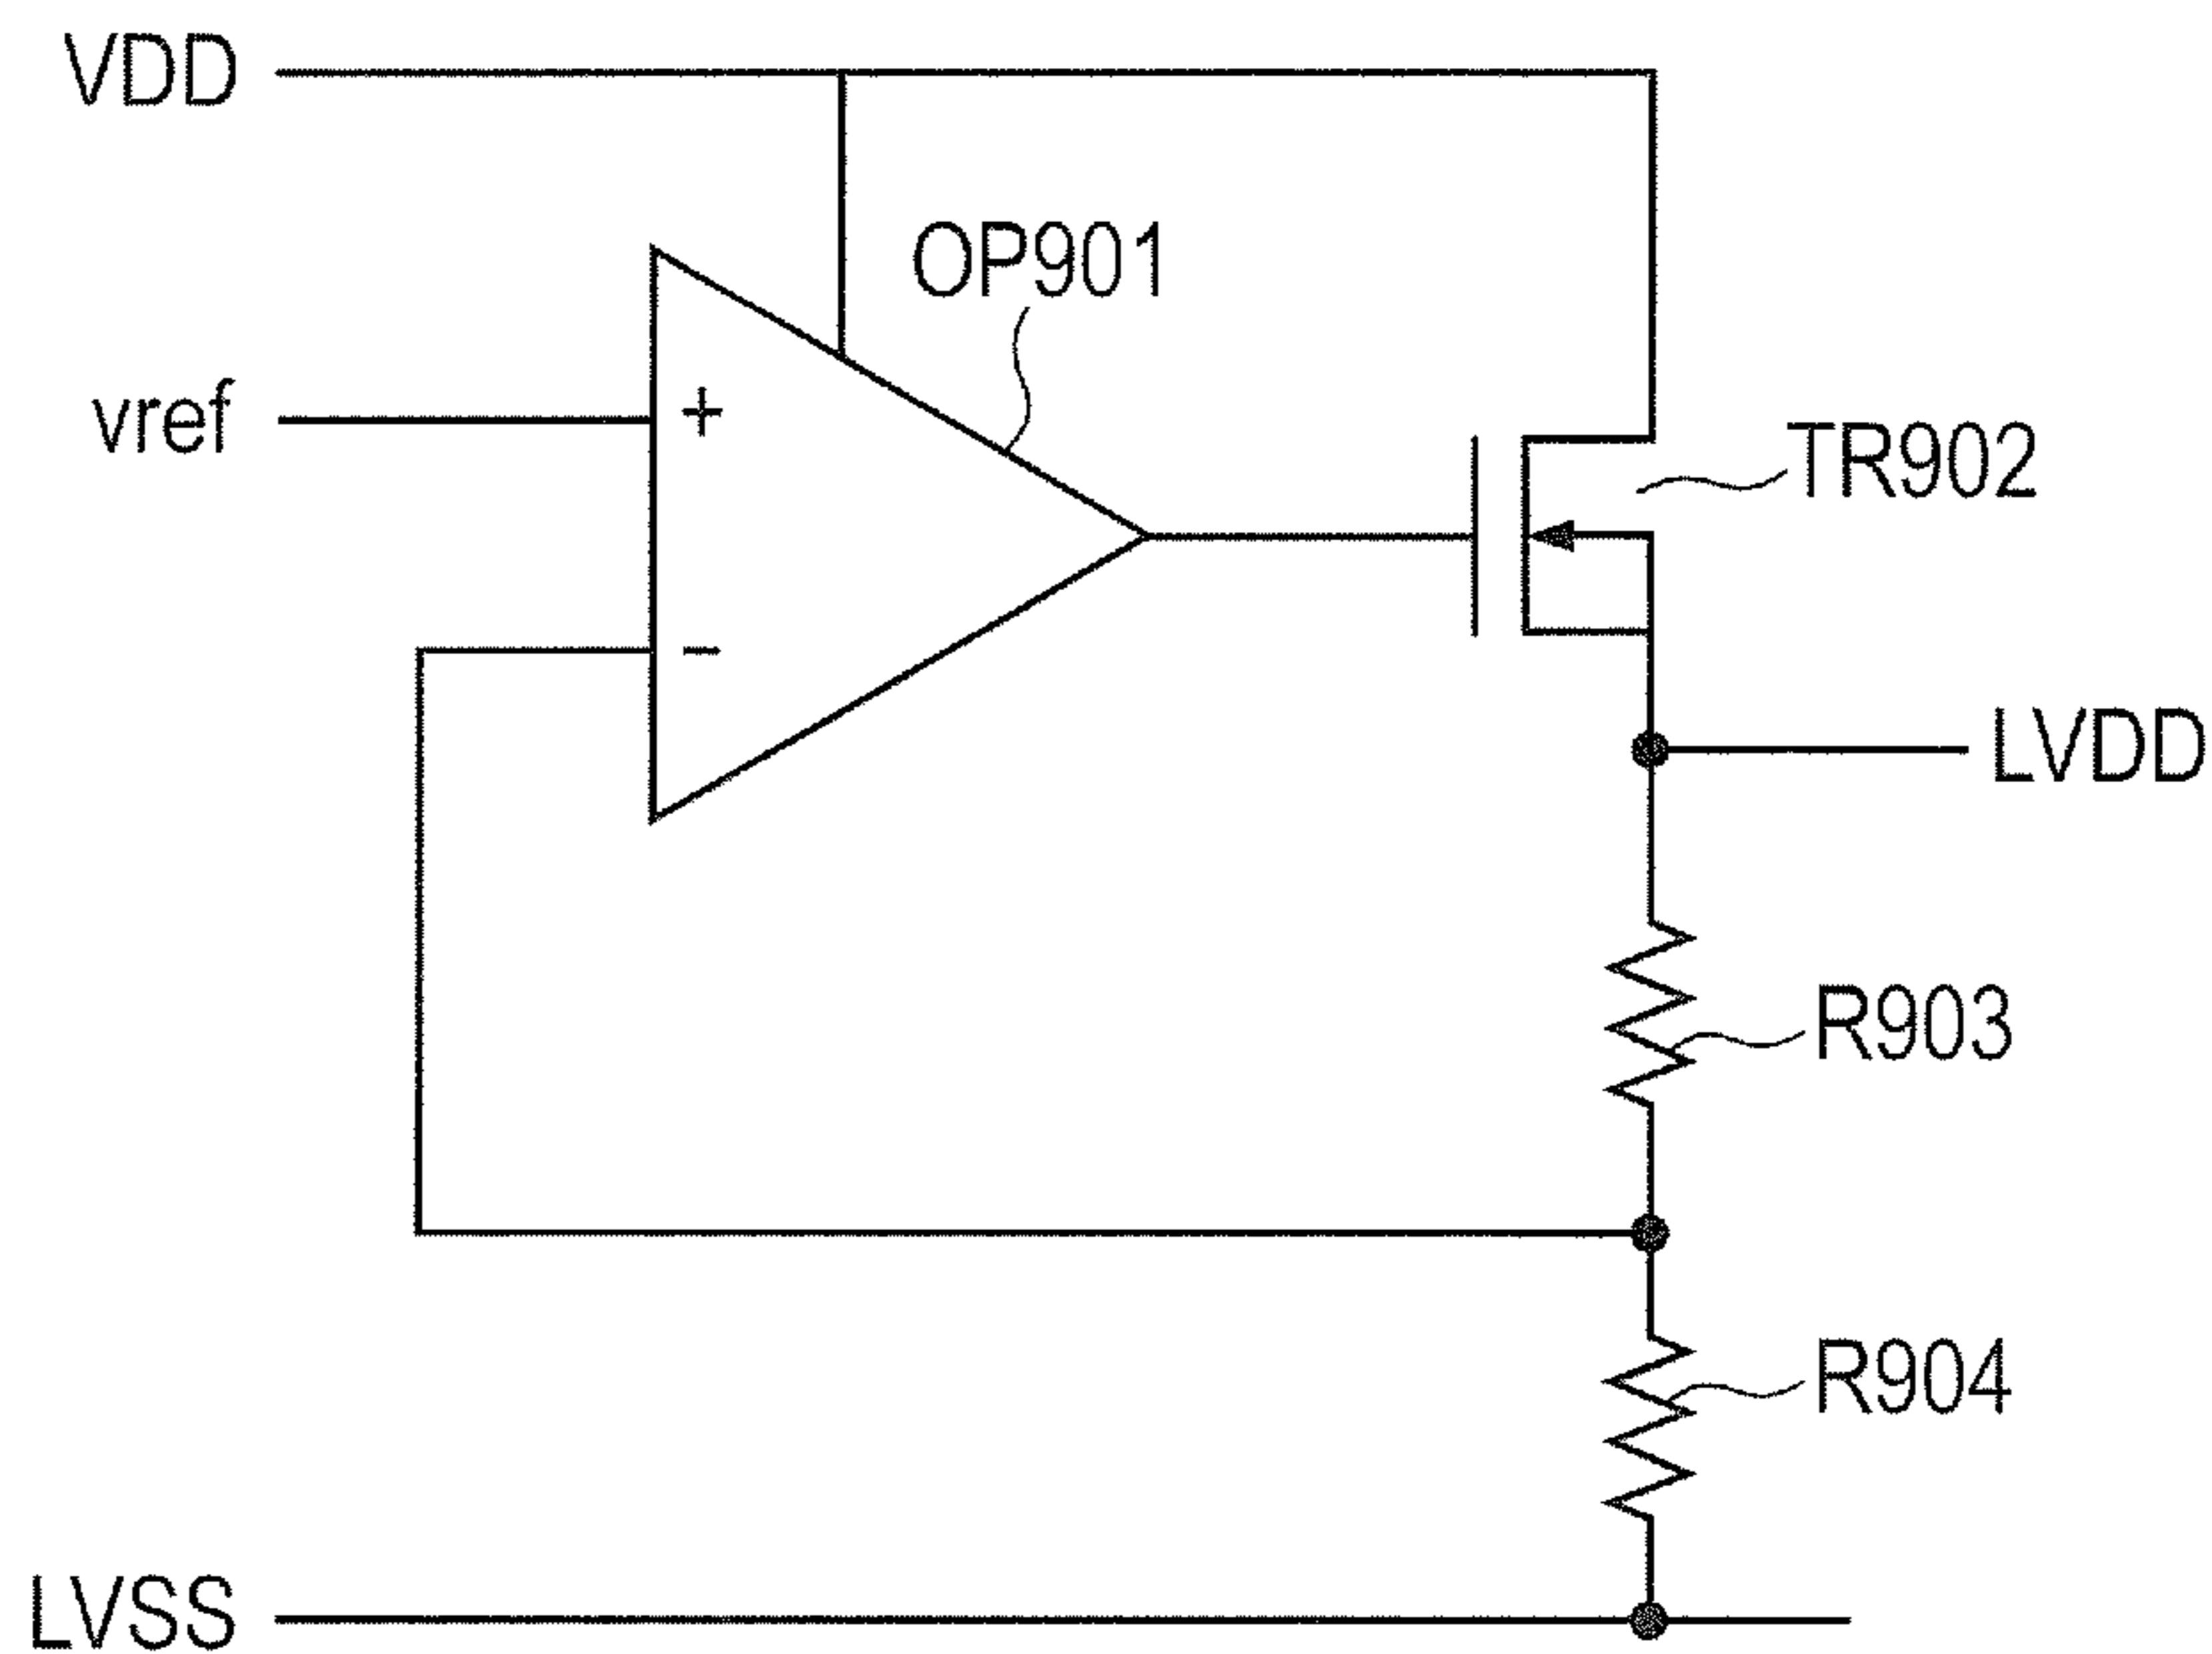 VDD
OP901
vref
+
TR902
−
LVDD
R903
R904
LVSS